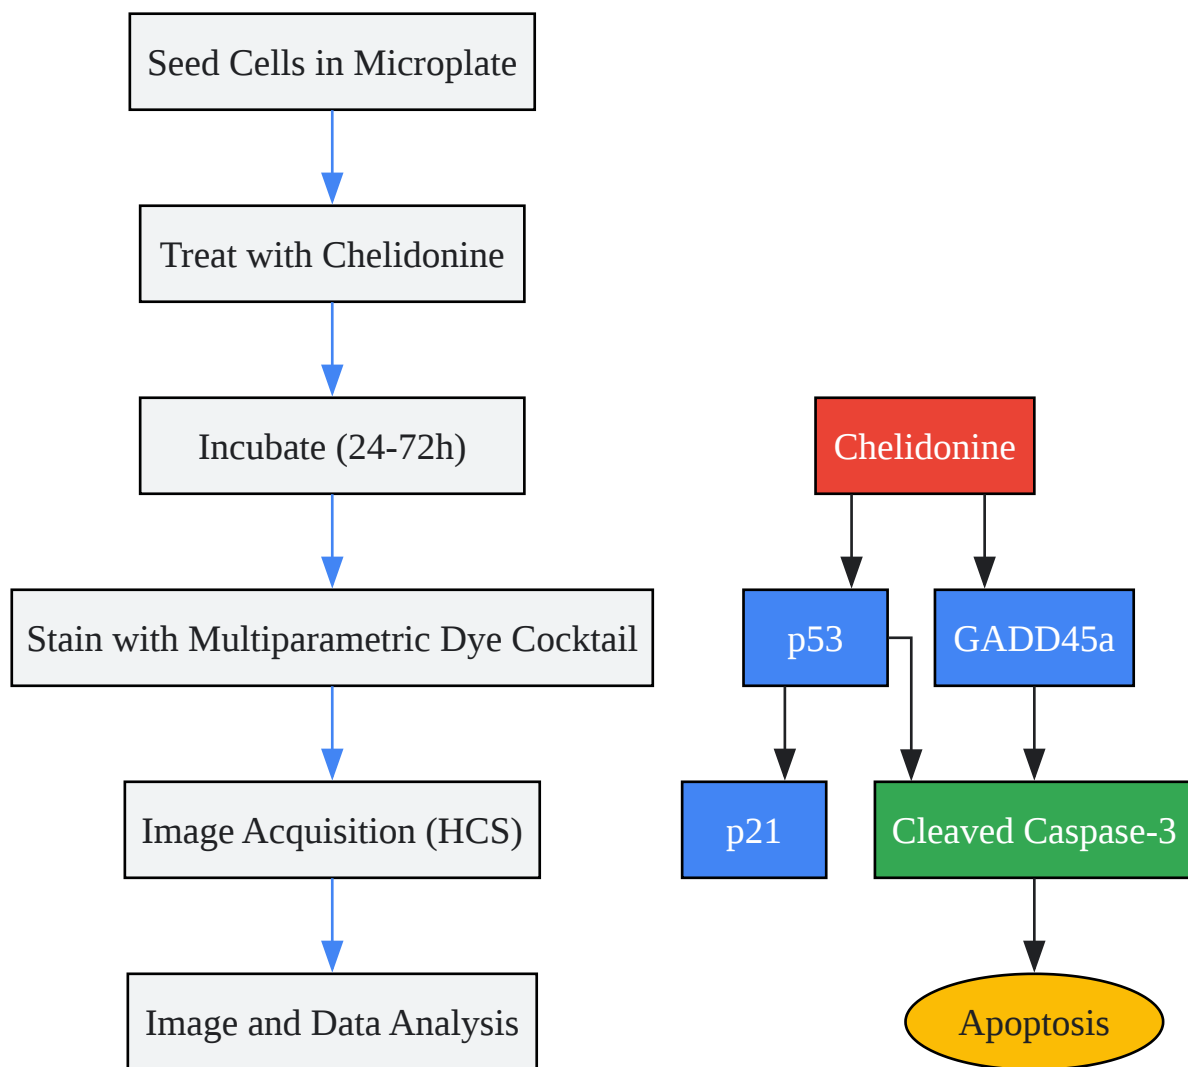 Seed Cells in Microplate
Treat with Chelidonine
Incubate (24-72h)
Stain with Multiparametric Dye Cocktail
Image Acquisition (HCS)
Image and Data Analysis
Chelidonine
p53
GADD45a
p21
Cleaved Caspase-3
Apoptosis